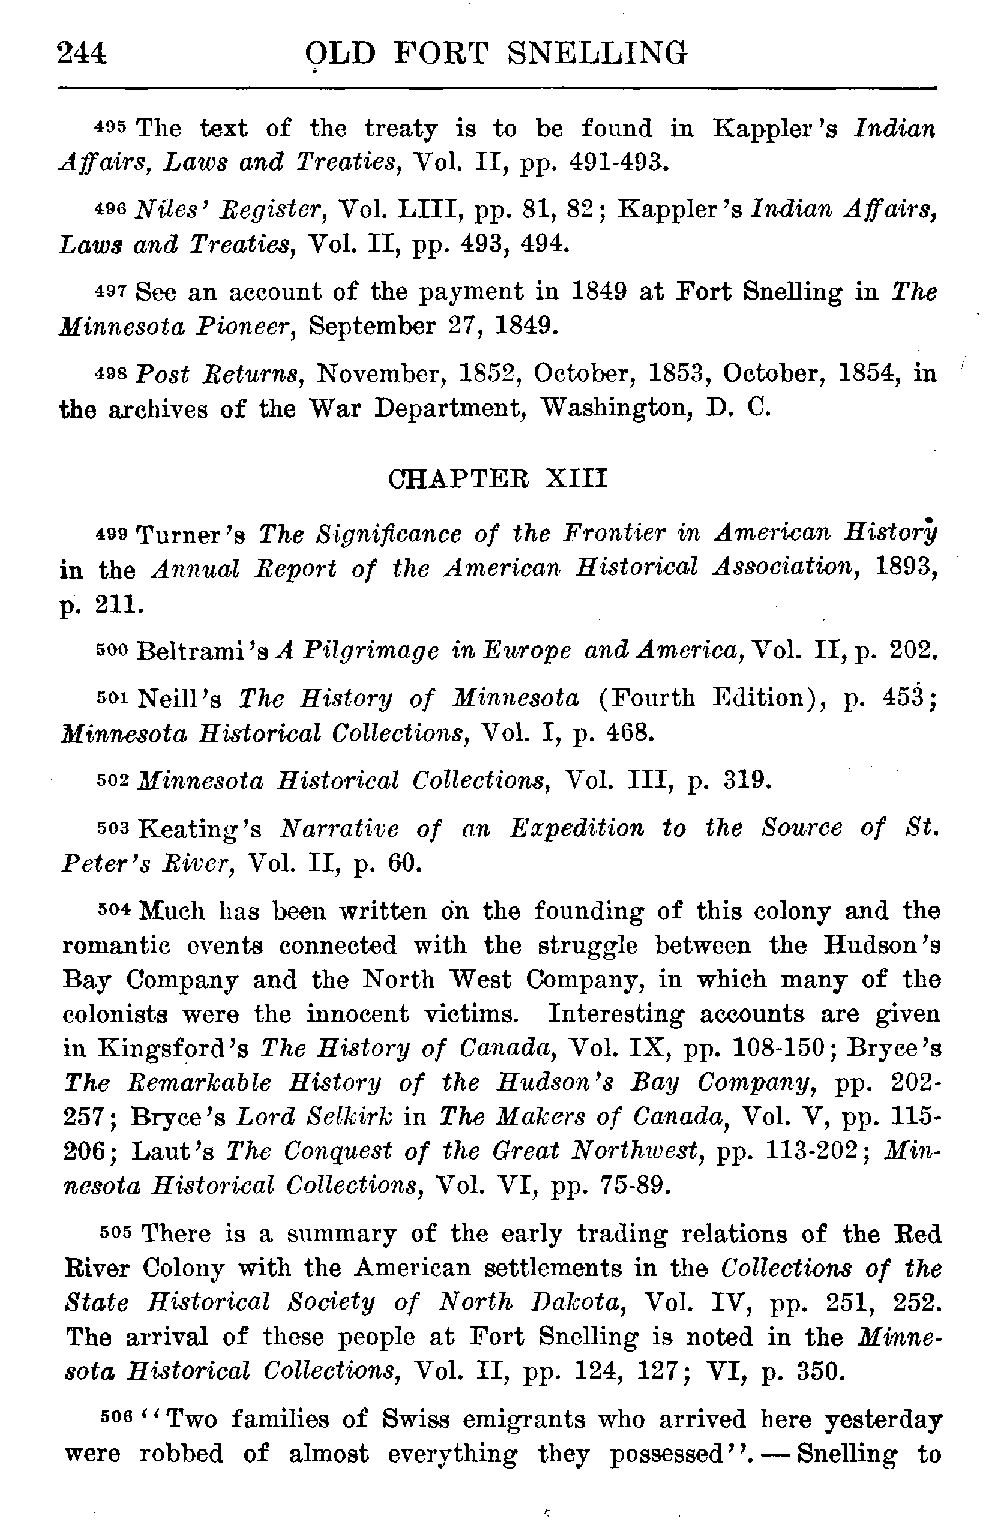 244 OLD FORT SNELLING
495 The text of the treaty is to be found in Kappler's Indian
Affairs, Laws and Treaties, Vol. II, pp. 491-493.
496 Niles' Register, Vol. LIII, pp. 81, 82; Kappler's Indian Affairs,
Laws and Treaties, Vol. II, pp. 493, 494.
497 See an account of the payment in 1849 at Fort Snelling in The
Minnesota Pioneer, September 27, 1849.
498 Post Returns, November, 1852, October, 1853, October, 1854, in
the archives of the War Department, Washington, D. C.
CHAPTER XIII
499 Turner's The Significance of the Frontier in American History
in the Annual Report of the American Historical Association, 1893,
p. 211.
500 Beltrami's A Pilgrimage in Europe and America, Vol. II, p. 202.
501 Neill's The History of Minnesota (Fourth Edition), p. 453;
Minnesota Historical Collections, Vol. I, p. 468.
502 Minnesota Historical Collections, Vol. III, p. 319.
503 Keating's Narrative of an Expedition to the Source of St.
Peter's River, Vol. II, p. 60.
504 Much has been written on the founding of this colony and the
romantic events connected with the struggle between the Hudson's
Bay Company and the North West Company, in which many of the
colonists were the innocent victims. Interesting accounts are given
in Kingsford's The History of Canada, Vol. IX, pp. 108-150; Bryce's
The Remarkable History of the Hudson's Bay Company, pp. 202-
257; Bryce's Lord Selkirk in The Makers of Canada, Vol. V, pp. 115-
206; Laut's The Conquest of the Great Northwest, pp. 113-202; Min-
nesota Historical Collections, Vol. VI, pp. 75-89.
505 There is a summary of the early trading relations of the Red
River Colony with the American settlements in the Collections of the
State Historical Society of North Dakota, Vol. IV, pp. 251, 252.
The arrival of these people at Fort Snelling is noted in the Minne-
sota Historical Collections, Vol. II, pp. 124, 127; VI, p. 350.
506 "Two families of Swiss emigrants who arrived here yesterday
were robbed of almost everything they possessed". — Snelling to